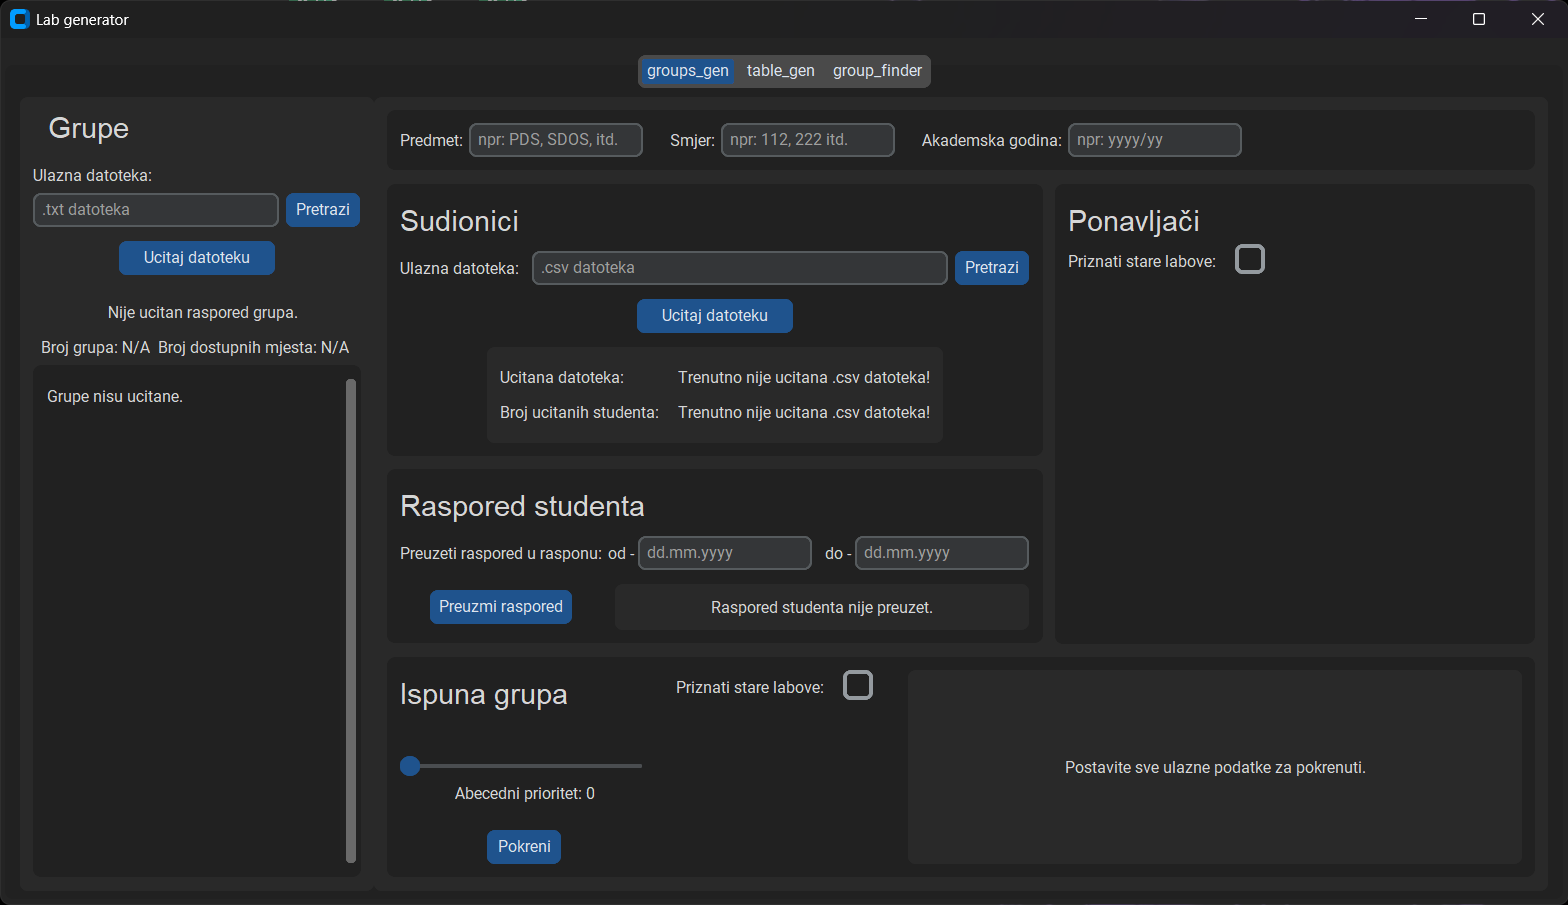 Lab generator
groups_gen table_gen group_finder
Grupe
Ulazna datoteka:
.txt datoteka Pretrazi
Ucitaj datoteku
Nije ucitan raspored grupa.
Broj grupa: N/A Broj dostupnih mjesta: N/A
Grupe nisu ucitane.
Predmet: npr: PDS, SDOS, itd. Smjer: npr: 112, 222 itd. Akademska godina: npr: yyyy/yy
Sudionici
Ulazna datoteka: .csv datoteka Pretrazi
Ucitaj datoteku
Ucitana datoteka: Trenutno nije ucitana .csv datoteka!
Broj ucitanih studenta: Trenutno nije ucitana .csv datoteka!
Ponavljači
Priznati stare labove:
Raspored studenta
Preuzeti raspored u rasponu: od - dd.mm.yyyy do - dd.mm.yyyy
Preuzmi raspored Raspored studenta nije preuzet.
Ispuna grupa
Priznati stare labove:
Abecedni prioritet: 0
Pokreni
Postavite sve ulazne podatke za pokrenuti.